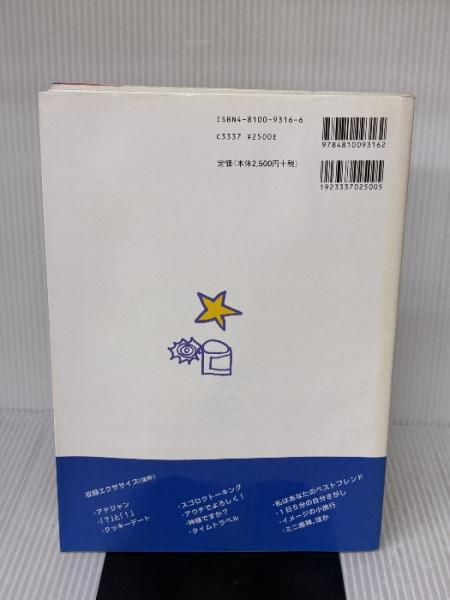 ISBN4-8100-9316-6
C3337 ¥2500E
定価(本体2,500円+税)
9784810093162
1923337025005
収録エクササイズ(抜粋)
・アドジャン
・「?」と「!」
・クッキーデート
・スゴロクトーキング
・アウチでよろしく!
・神様ですか?
・タイムトラベル
・私はあなたのベストフレンド
・1日5分の自分さがし
・イメージの小旅行
・ミニ座禅,ほか